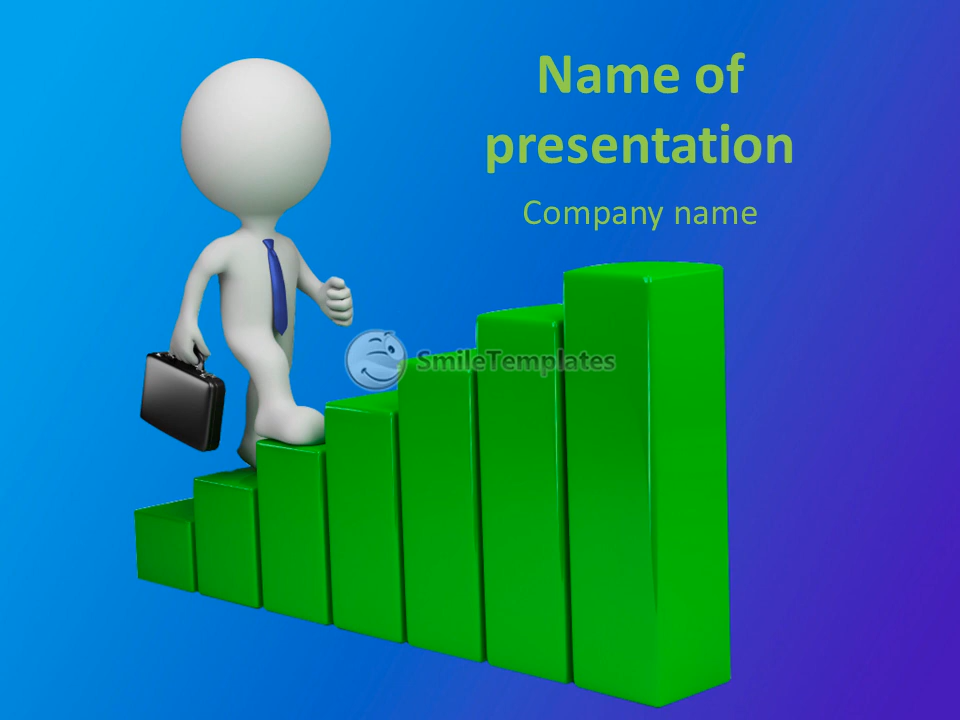 Name of
presentation
Company name
SmileTemplates